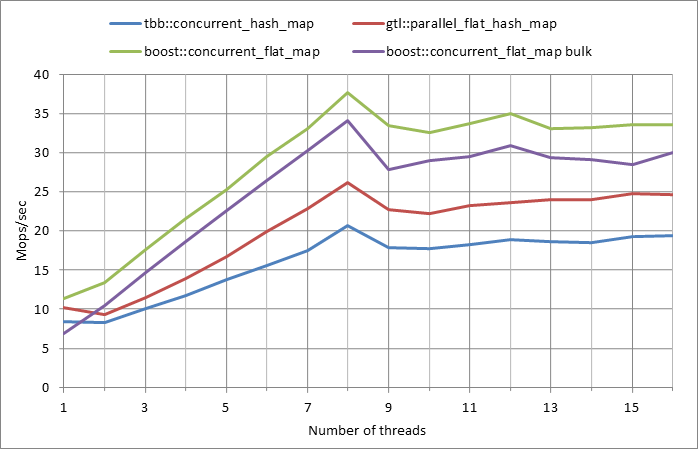 tbb::concurrent_hash_map gtl::parallel_flat_hash_map
boost::concurrent_flat_map boost::concurrent_flat_map bulk
40
35
30
25
20
15
10
5
0
Mops/sec
1 3 5 7 9 11 13 15
Number of threads